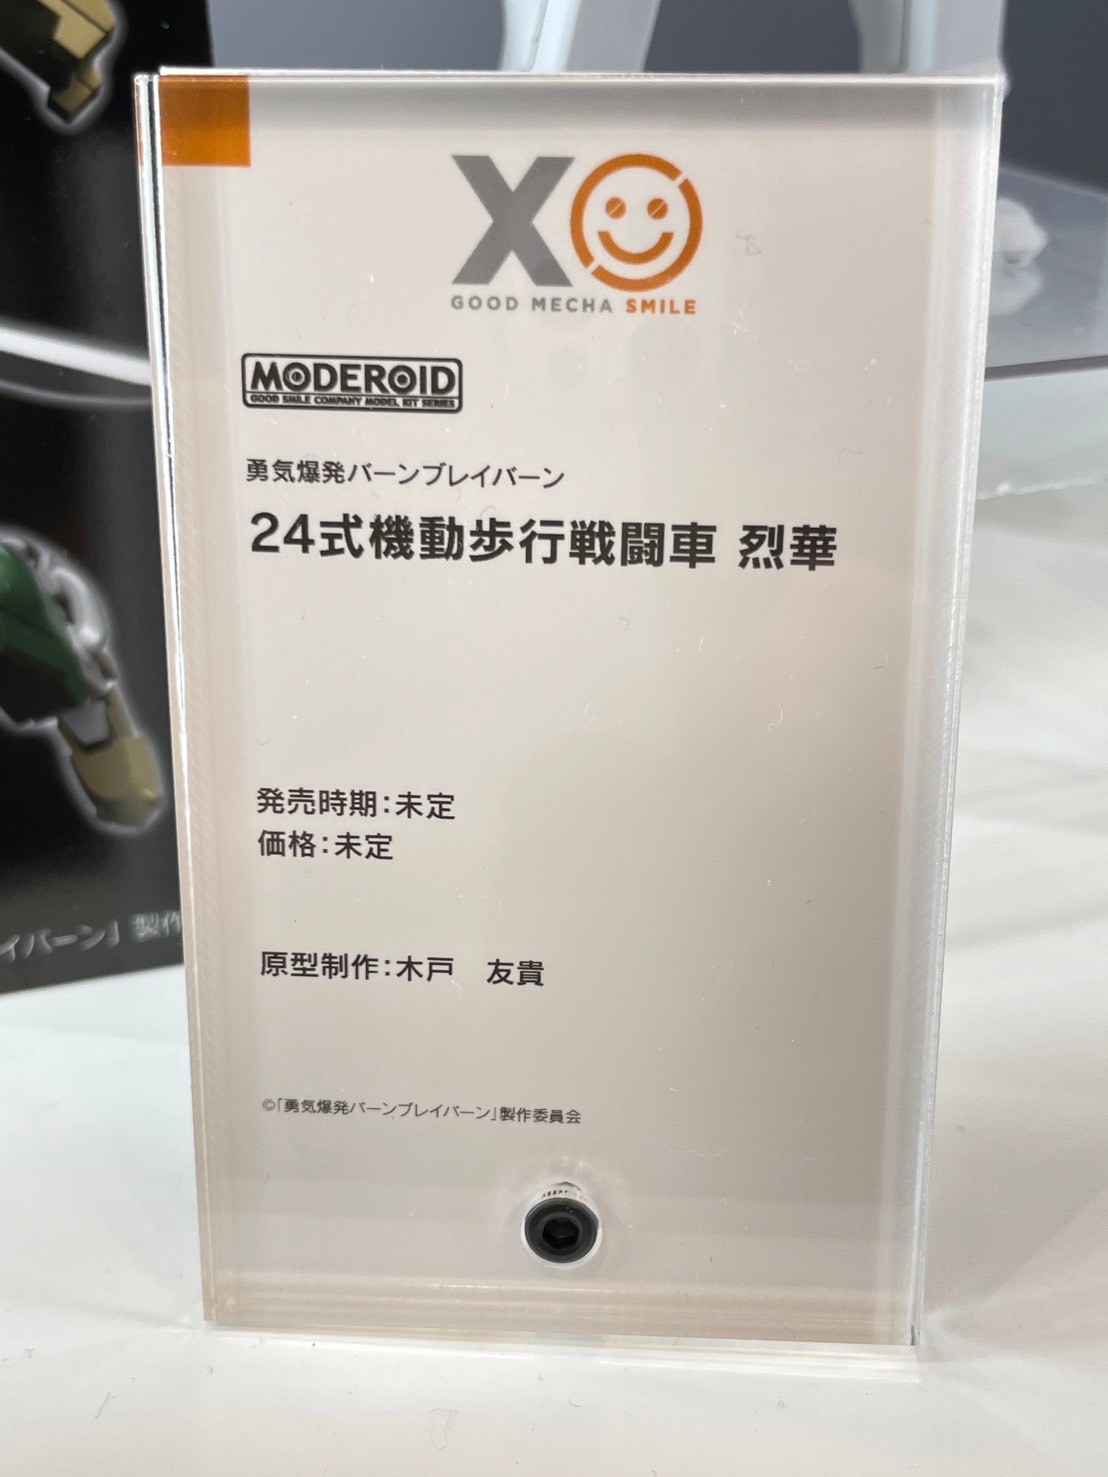 XO
GOOD MECHA SMILE
MODEROID
GOOD SMILE COMPANY MODEL KIT SERIES
勇気爆発バーンブレイバーン
24式機動歩行戦闘車 烈華
発売時期:未定
価格:未定
原型制作:木戸　友貴
©「勇気爆発バーンブレイバーン」製作委員会
イバーン」製作